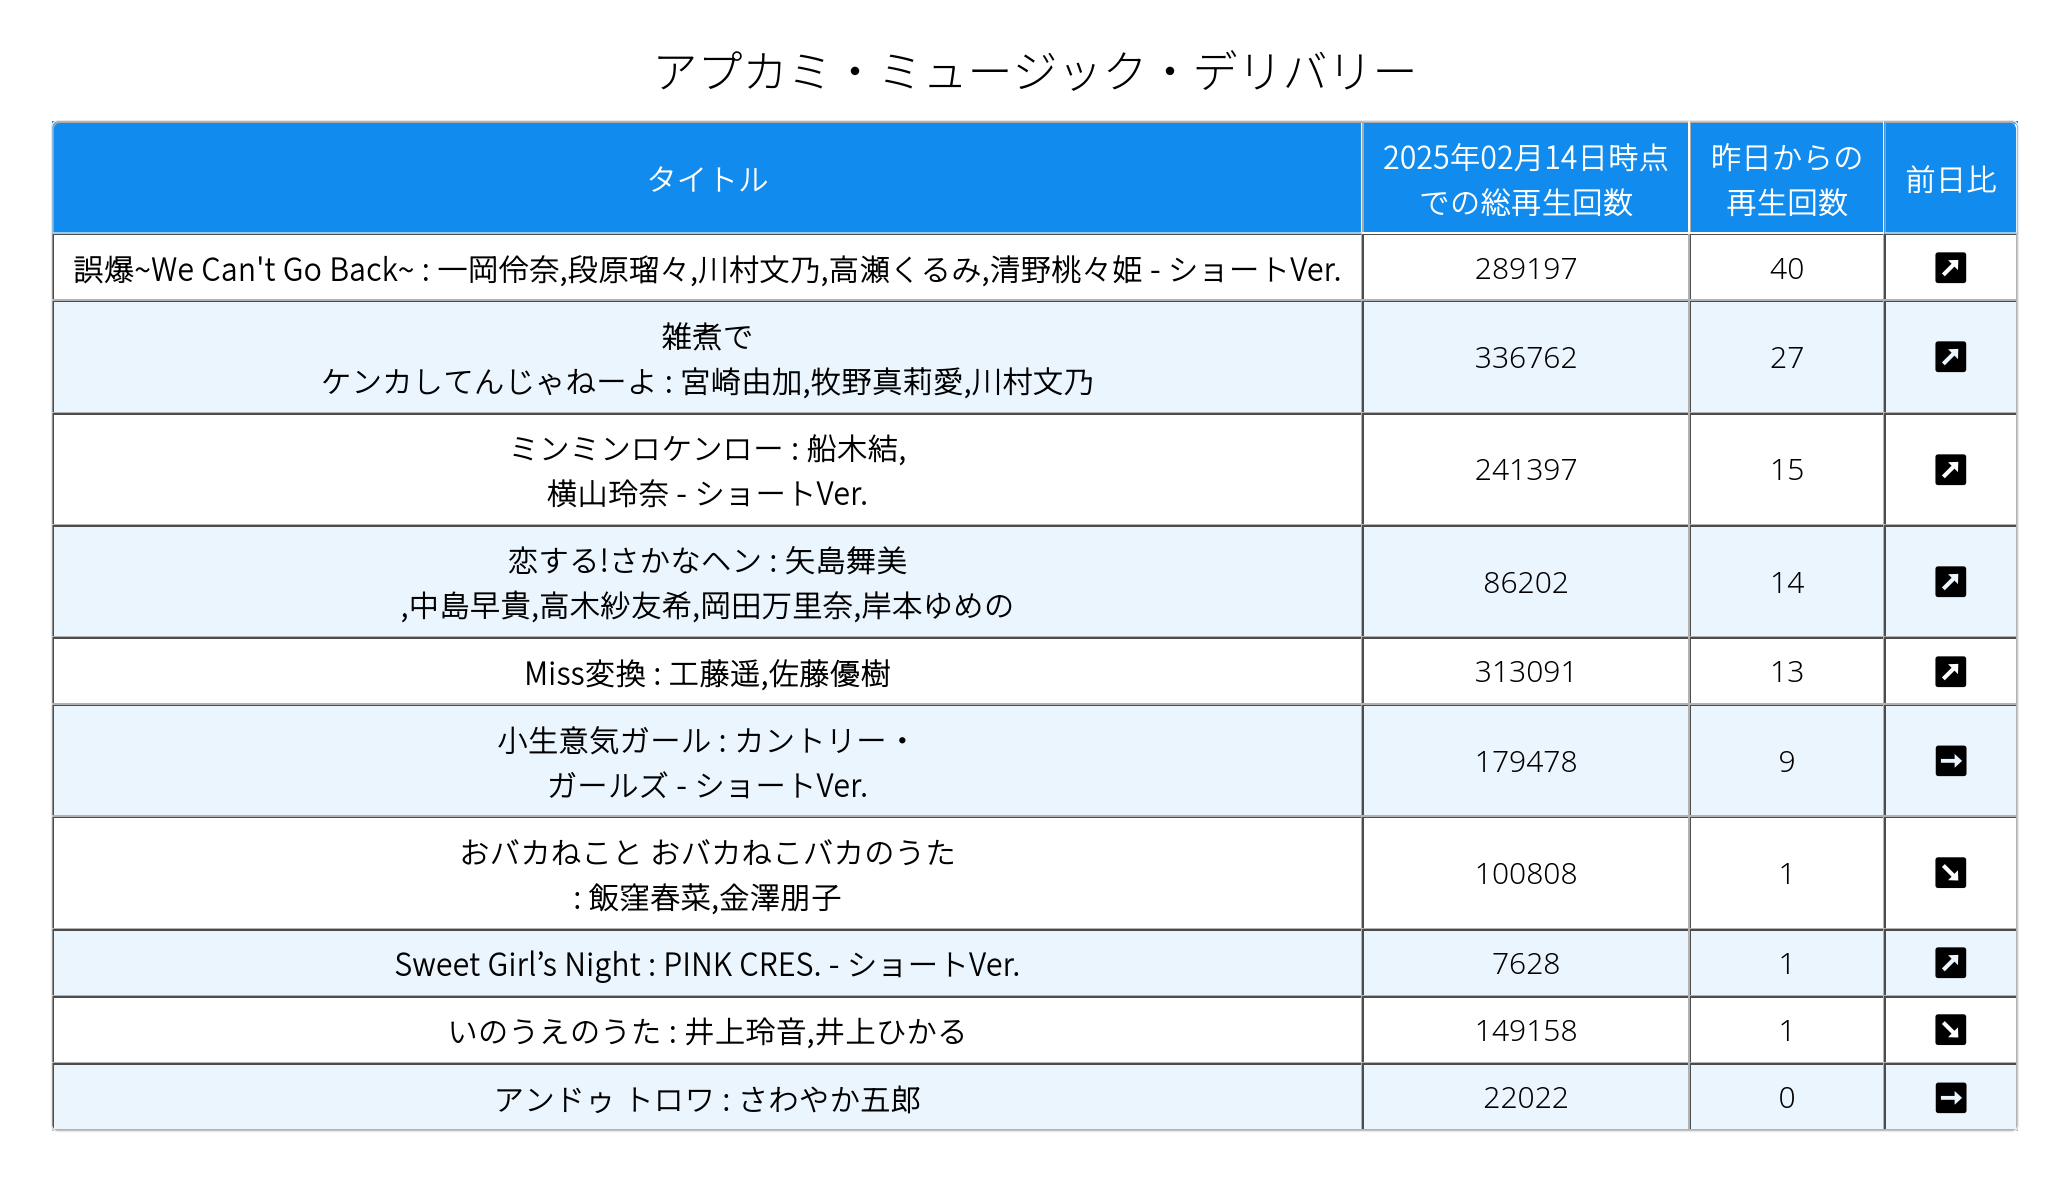 アプカミ・ミュージック・デリバリー
タイトル
2025年02月14日時点
での総再生回数
昨日からの
再生回数
前日比
誤爆~We Can't Go Back~ : 一岡伶奈,段原瑠々,川村文乃,高瀬くるみ,清野桃々姫 - ショートVer.
289197
40
雑煮で
ケンカしてんじゃねーよ : 宮崎由加,牧野真莉愛,川村文乃
336762
27
ミンミンロケンロー : 船木結,
横山玲奈 - ショートVer.
241397
15
恋する!さかなヘン : 矢島舞美
,中島早貴,高木紗友希,岡田万里奈,岸本ゆめの
86202
14
Miss変換 : 工藤遥,佐藤優樹
313091
13
小生意気ガール : カントリー・
ガールズ - ショートVer.
179478
9
おバカねこと おバカねこバカのうた
: 飯窪春菜,金澤朋子
100808
1
Sweet Girl’s Night : PINK CRES. - ショートVer.
7628
1
いのうえのうた : 井上玲音,井上ひかる
149158
1
アンドゥ トロワ : さわやか五郎
22022
0